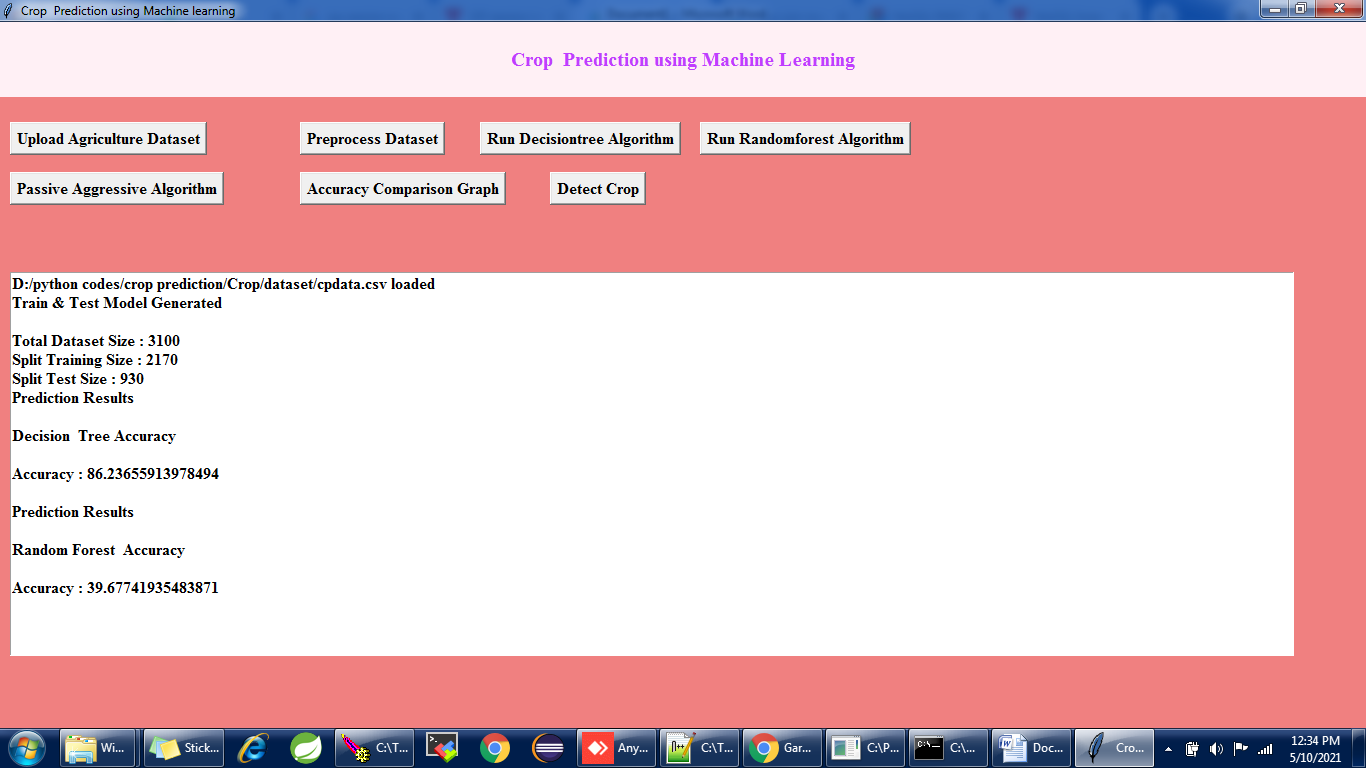 Crop  Prediction using Machine learning
Crop  Prediction using Machine Learning
Upload Agriculture Dataset
Preprocess Dataset
Run Decisiontree Algorithm
Run Randomforest Algorithm
Passive Aggressive Algorithm
Accuracy Comparison Graph
Detect Crop
D:/python codes/crop prediction/Crop/dataset/cpdata.csv loaded
Train & Test Model Generated
Total Dataset Size : 3100
Split Training Size : 2170
Split Test Size : 930
Prediction Results
Decision  Tree Accuracy
Accuracy : 86.23655913978494
Prediction Results
Random Forest  Accuracy
Accuracy : 39.67741935483871
Wi...
Stick...
C:\T...
Any...
C:\T...
Gar...
C:\P...
C:\...
Doc...
Cro...
12:34 PM
5/10/2021